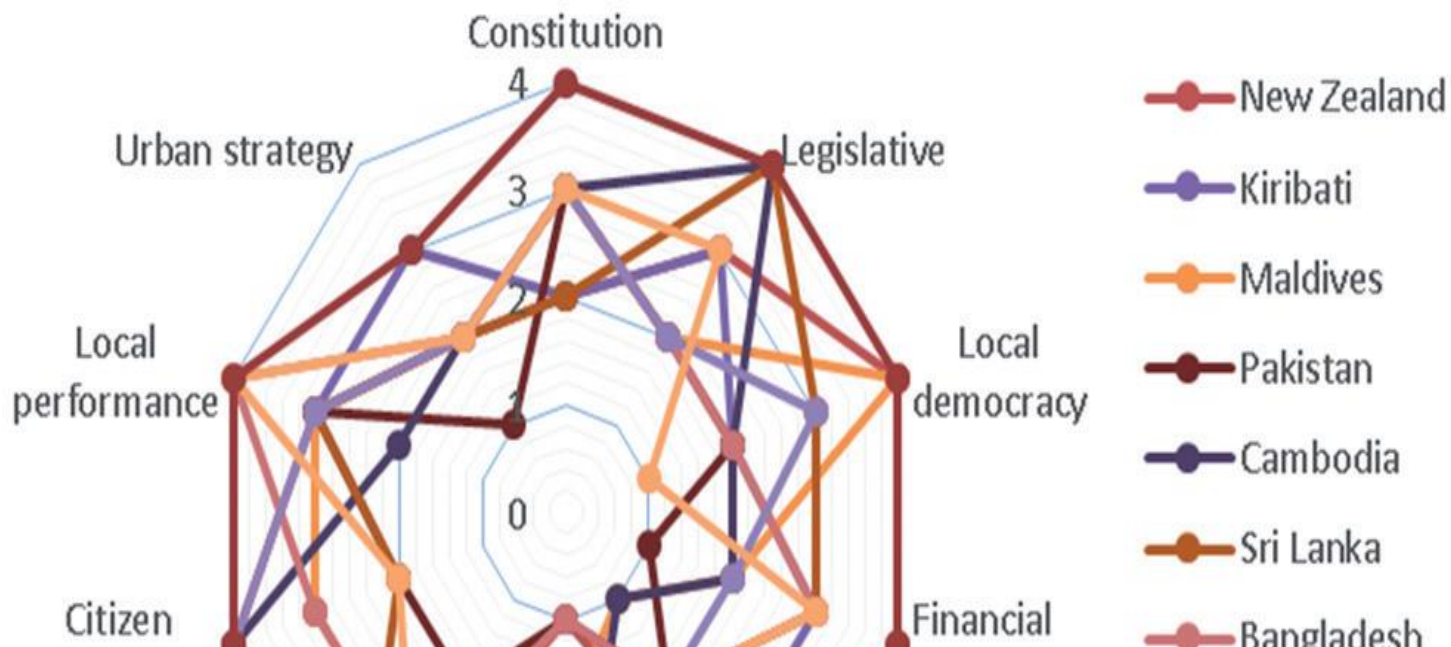 Constitution
4
Urban strategy
Legislative
3
2
Local
performance
Local
democracy
1
0
Citizen
Financial
New Zealand
Kiribati
Maldives
Pakistan
Cambodia
Sri Lanka
Bangladesh